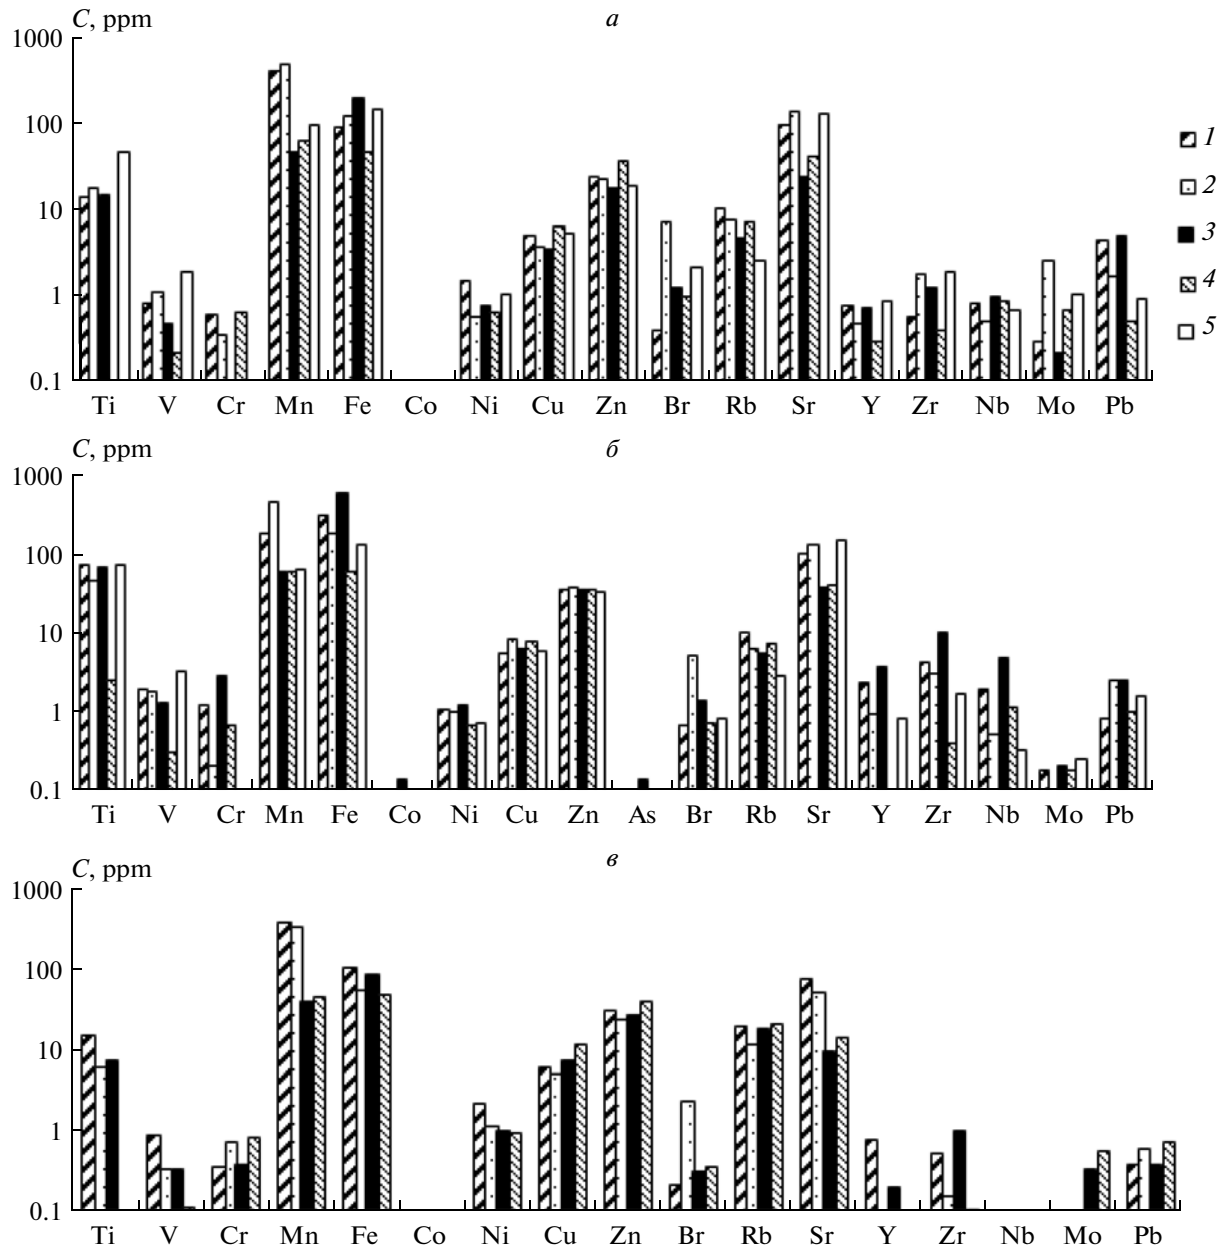 C, ppm
а
1000
100
10
1
0.1
Ti V Cr Mn Fe Co Ni Cu Zn Br Rb Sr Y Zr Nb Mo Pb
1
2
3
4
5
C, ppm
б
1000
100
10
1
0.1
Ti V Cr Mn Fe Co Ni Cu Zn As Br Rb Sr Y Zr Nb Mo Pb
C, ppm
в
1000
100
10
1
0.1
Ti V Cr Mn Fe Co Ni Cu Zn Br Rb Sr Y Zr Nb Mo Pb